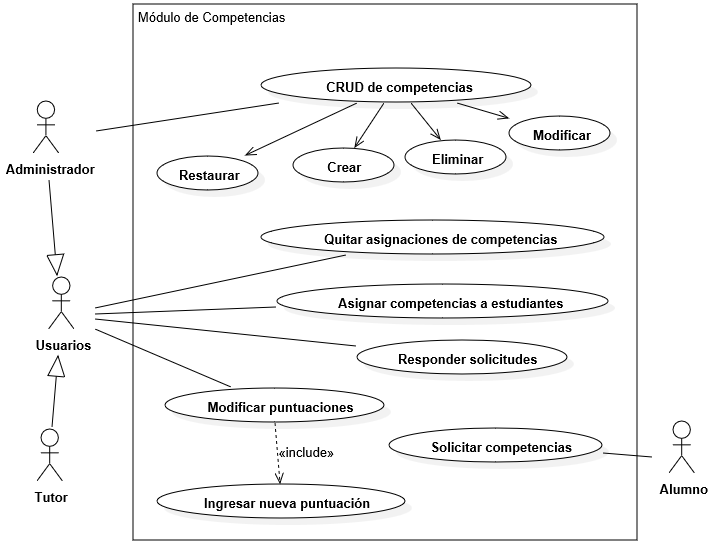 Módulo de Competencias
CRUD de competencias
Modificar
Eliminar
Crear
Restaurar
Administrador
Quitar asignaciones de competencias
Asignar competencias a estudiantes
Usuarios
Responder solicitudes
Modificar puntuaciones
Solicitar competencias
«include»
Alumno
Tutor
Ingresar nueva puntuación